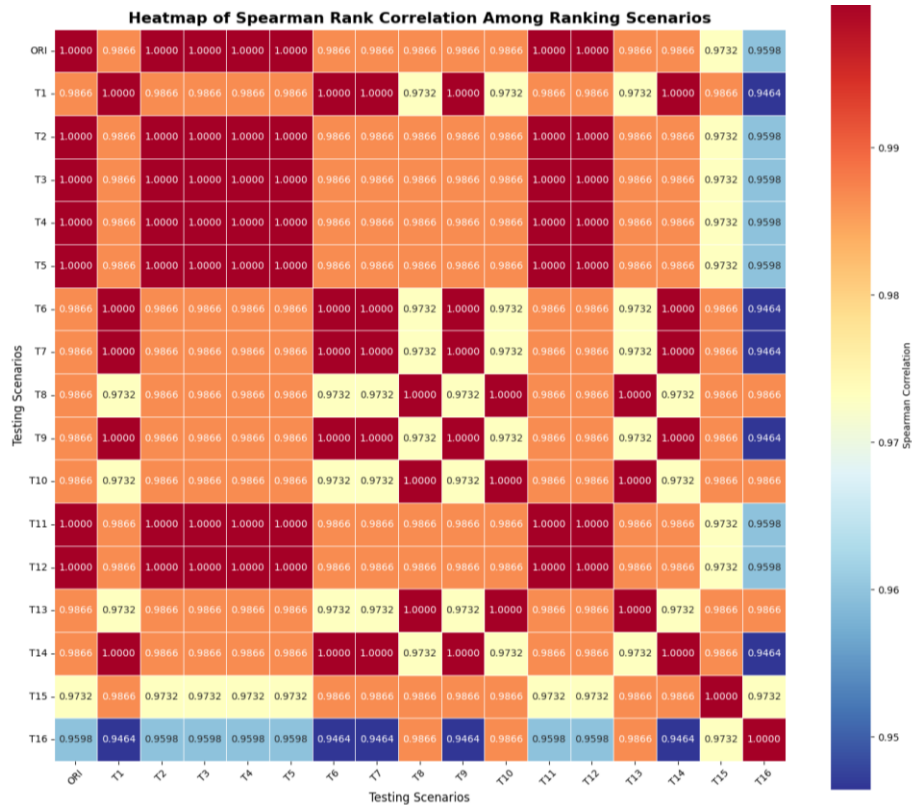 Heatmap of Spearman Rank Correlation Among Ranking Scenarios
ORI 1.0000 0.9866 1.0000 1.0000 1.0000 1.0000 0.9866 0.9866 0.9866 0.9866 0.9866 1.0000 1.0000 0.9866 0.9866 0.9732 0.9598
T1 0.9866 1.0000 0.9866 0.9866 0.9866 0.9866 1.0000 1.0000 0.9732 1.0000 0.9732 0.9866 0.9866 0.9732 1.0000 0.9866 0.9464
T2 1.0000 0.9866 1.0000 1.0000 1.0000 1.0000 0.9866 0.9866 0.9866 0.9866 0.9866 1.0000 1.0000 0.9866 0.9866 0.9732 0.9598
T3 1.0000 0.9866 1.0000 1.0000 1.0000 1.0000 0.9866 0.9866 0.9866 0.9866 0.9866 1.0000 1.0000 0.9866 0.9866 0.9732 0.9598
T4 1.0000 0.9866 1.0000 1.0000 1.0000 1.0000 0.9866 0.9866 0.9866 0.9866 0.9866 1.0000 1.0000 0.9866 0.9866 0.9732 0.9598
T5 1.0000 0.9866 1.0000 1.0000 1.0000 1.0000 0.9866 0.9866 0.9866 0.9866 0.9866 1.0000 1.0000 0.9866 0.9866 0.9732 0.9598
T6 0.9866 1.0000 0.9866 0.9866 0.9866 0.9866 1.0000 1.0000 0.9732 1.0000 0.9732 0.9866 0.9866 0.9732 1.0000 0.9866 0.9464
T7 0.9866 1.0000 0.9866 0.9866 0.9866 0.9866 1.0000 1.0000 0.9732 1.0000 0.9732 0.9866 0.9866 0.9732 1.0000 0.9866 0.9464
T8 0.9866 0.9732 0.9866 0.9866 0.9866 0.9866 0.9732 0.9732 1.0000 0.9732 1.0000 0.9866 0.9866 1.0000 0.9732 0.9866 0.9866
T9 0.9866 1.0000 0.9866 0.9866 0.9866 0.9866 1.0000 1.0000 0.9732 1.0000 0.9732 0.9866 0.9866 0.9732 1.0000 0.9866 0.9464
T10 0.9866 0.9732 0.9866 0.9866 0.9866 0.9866 0.9732 0.9732 1.0000 0.9732 1.0000 0.9866 0.9866 1.0000 0.9732 0.9866 0.9866
T11 1.0000 0.9866 1.0000 1.0000 1.0000 1.0000 0.9866 0.9866 0.9866 0.9866 0.9866 1.0000 1.0000 0.9866 0.9866 0.9732 0.9598
T12 1.0000 0.9866 1.0000 1.0000 1.0000 1.0000 0.9866 0.9866 0.9866 0.9866 0.9866 1.0000 1.0000 0.9866 0.9866 0.9732 0.9598
T13 0.9866 0.9732 0.9866 0.9866 0.9866 0.9866 0.9732 0.9732 1.0000 0.9732 1.0000 0.9866 0.9866 1.0000 0.9732 0.9866 0.9866
T14 0.9866 1.0000 0.9866 0.9866 0.9866 0.9866 1.0000 1.0000 0.9732 1.0000 0.9732 0.9866 0.9866 0.9732 1.0000 0.9866 0.9464
T15 0.9732 0.9866 0.9732 0.9732 0.9732 0.9732 0.9866 0.9866 0.9866 0.9866 0.9866 0.9732 0.9732 0.9866 0.9866 1.0000 0.9732
T16 0.9598 0.9464 0.9598 0.9598 0.9598 0.9598 0.9464 0.9464 0.9866 0.9464 0.9866 0.9598 0.9598 0.9866 0.9464 0.9732 1.0000
ORI T1 T2 T3 T4 T5 T6 T7 T8 T9 T10 T11 T12 T13 T14 T15 T16
Testing Scenarios
Testing Scenarios
0.99
0.98
0.97
0.96
0.95
Spearman Correlation